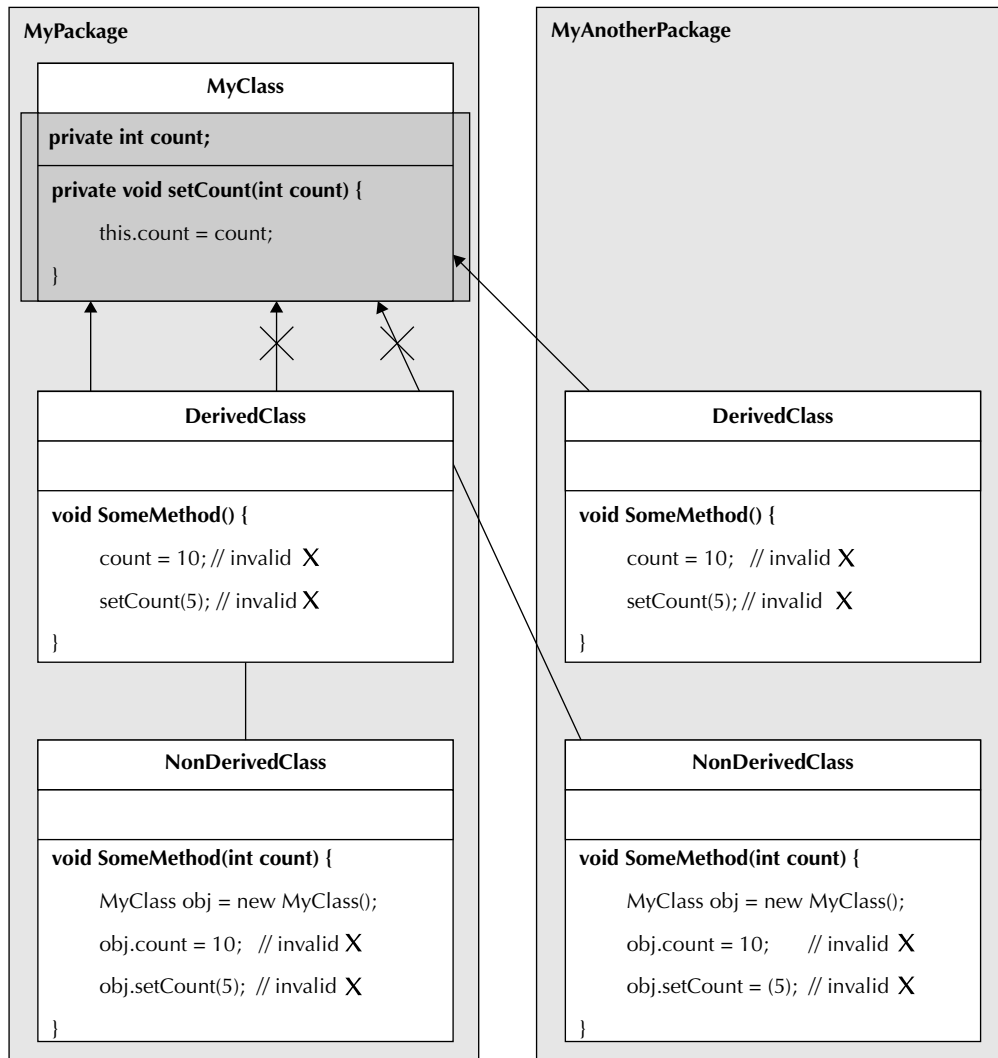 MyPackage
MyClass
private int count;
private void setCount(int count) {
this.count = count;
}
DerivedClass
void SomeMethod() {
count = 10; // invalid X
setCount(5); // invalid X
}
NonDerivedClass
void SomeMethod(int count) {
MyClass obj = new MyClass();
obj.count = 10; // invalid X
obj.setCount(5); // invalid X
}
MyAnotherPackage
DerivedClass
void SomeMethod() {
count = 10; // invalid X
setCount(5); // invalid X
}
NonDerivedClass
void SomeMethod(int count) {
MyClass obj = new MyClass();
obj.count = 10; // invalid X
obj.setCount = (5); // invalid X
}